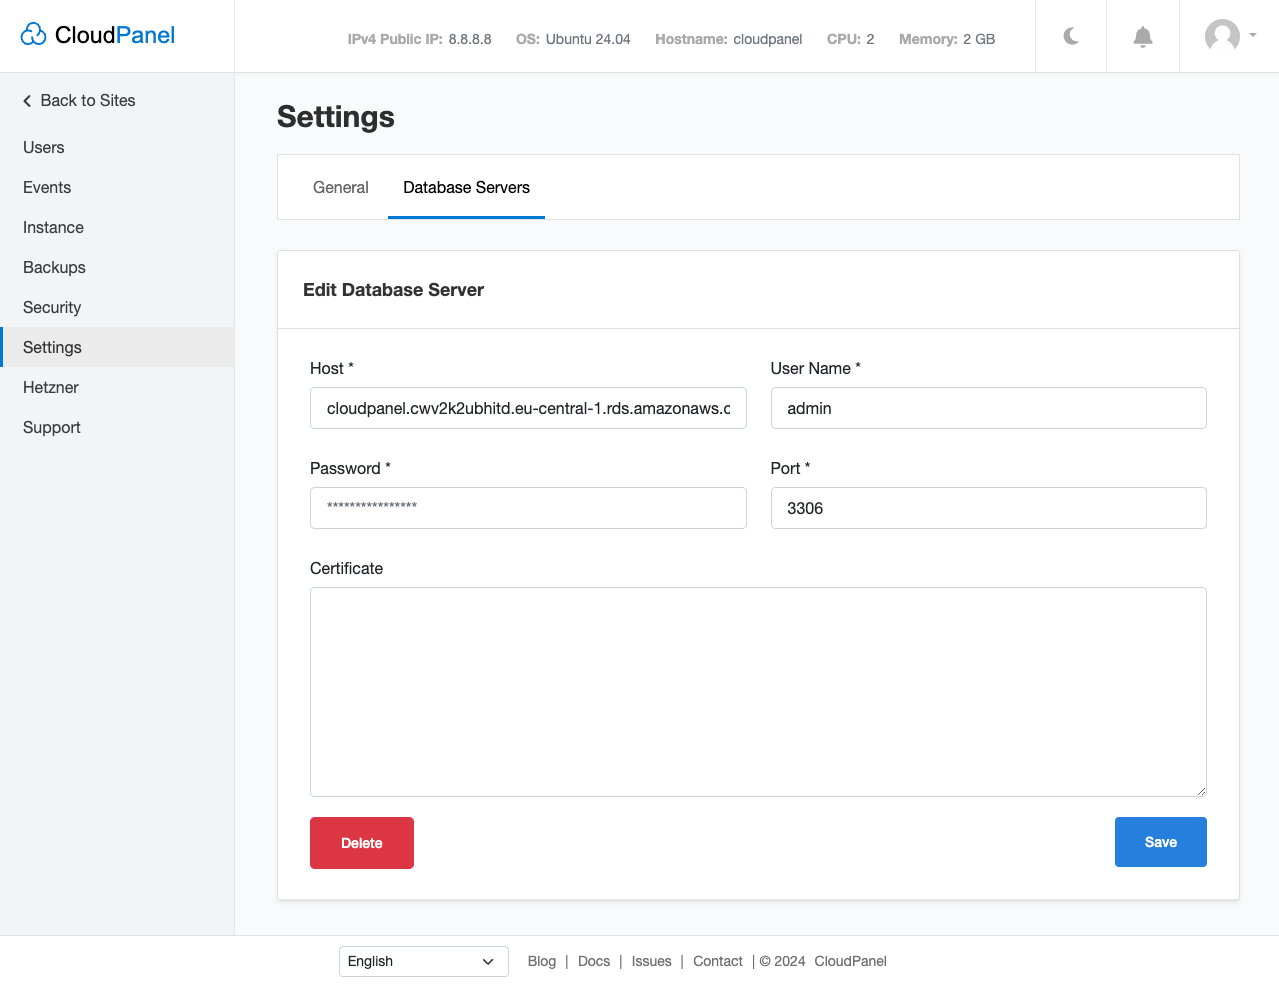 CloudPanel
IPv4 Public IP: 8.8.8.8 OS: Ubuntu 24.04 Hostname: cloudpanel CPU: 2 Memory: 2 GB
Back to Sites
Users
Events
Instance
Backups
Security
Settings
Hetzner
Support
Settings
General Database Servers
Edit Database Server
Host * User Name *
cloudpanel.cwv2k2ubhitd.eu-central-1.rds.amazonaws.c admin
Password * Port *
**************** 3306
Certificate
Delete Save
English Blog | Docs | Issues | Contact | © 2024 CloudPanel